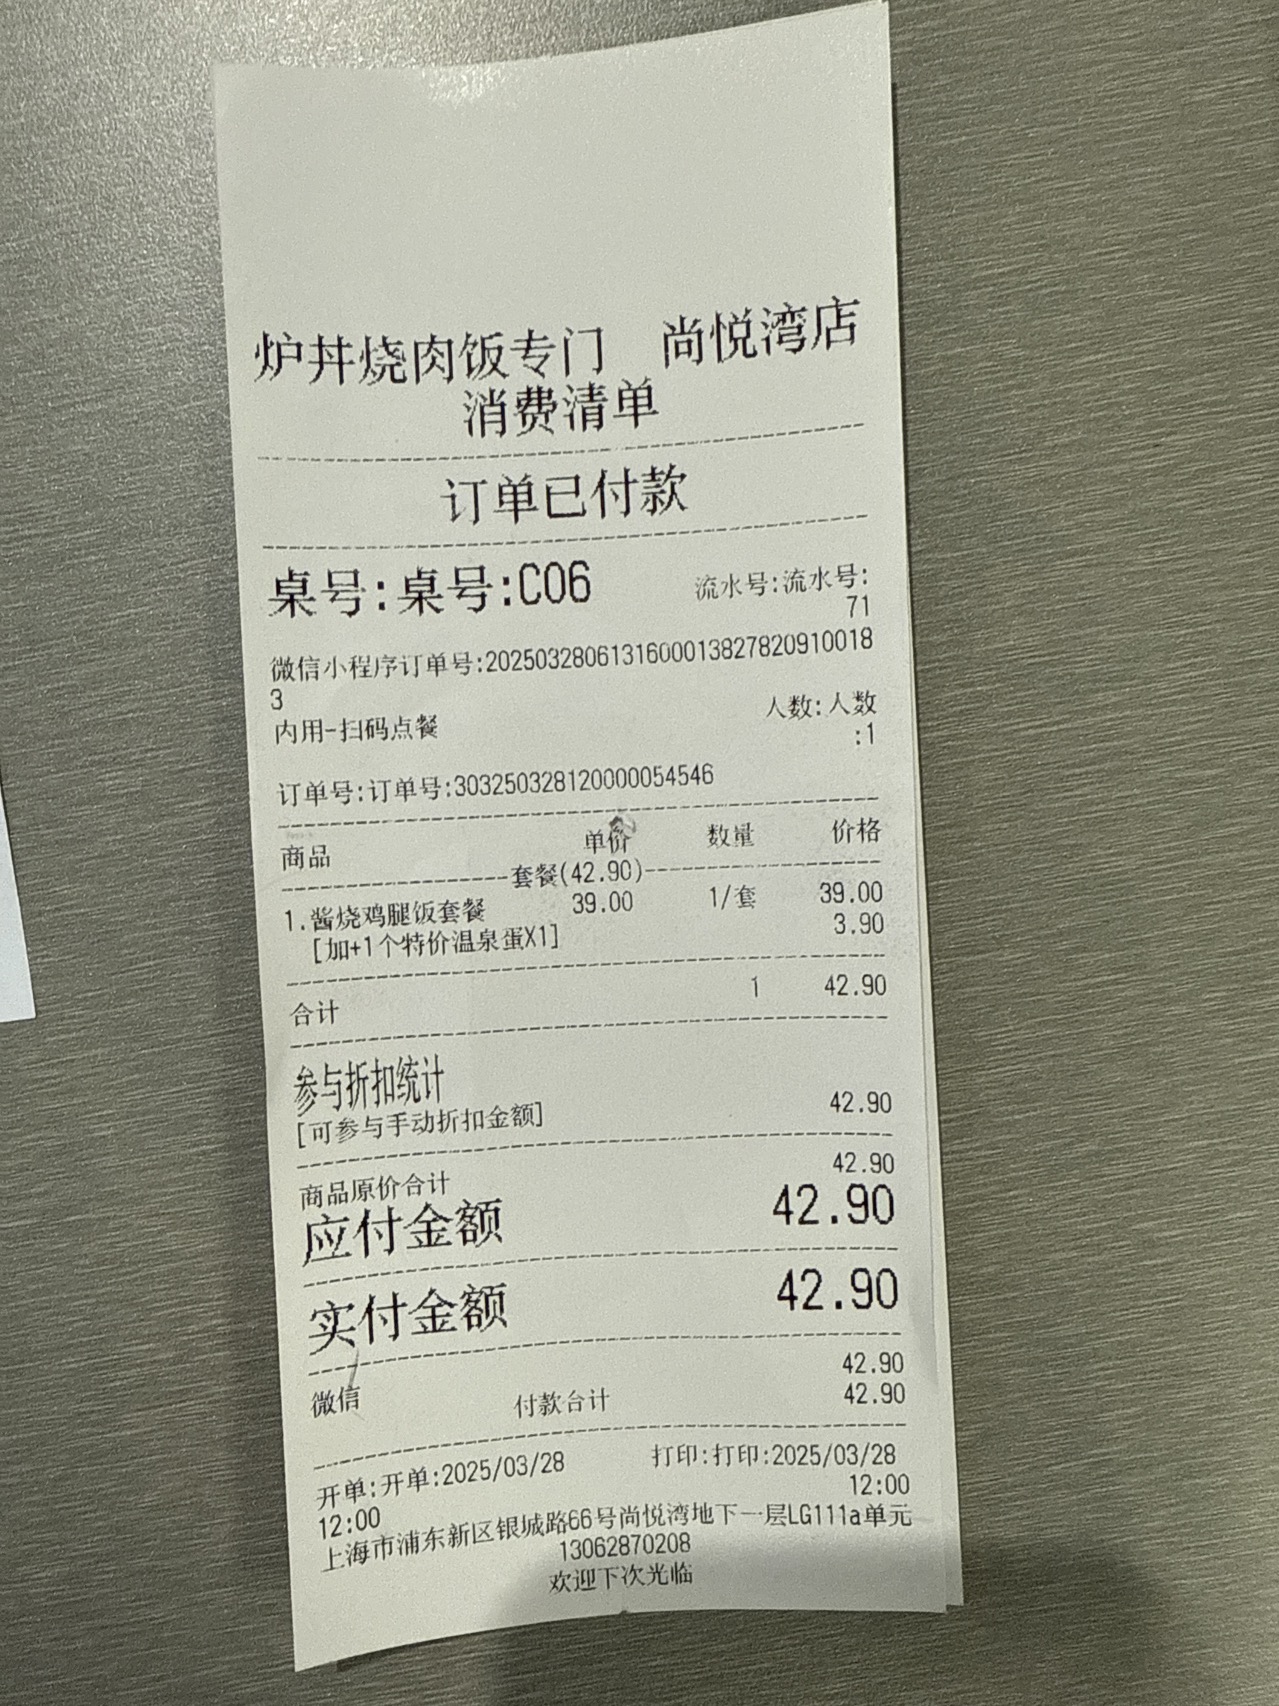 炉丼烧肉饭专门 尚悦湾店
消费清单
订单已付款
桌号:桌号:C06 流水号:流水号:
71
微信小程序订单号:2025032806131600013827820910018
3
内用-扫码点餐 人数:人数
:1
订单号:订单号:303250328120000054546
商品 单价 数量 价格
套餐(42.90)
1.酱烧鸡腿饭套餐 39.00 1/套 39.00
[加+1个特价温泉蛋X1] 3.90
合计 1 42.90
参与折扣统计
[可参与手动折扣金额] 42.90
商品原价合计 42.90
应付金额 42.90
实付金额 42.90
微信 42.90
付款合计 42.90
开单:开单:2025/03/28 打印:打印:2025/03/28
12:00 12:00
上海市浦东新区银城路66号尚悦湾地下一层LG111a单元
13062870208
欢迎下次光临